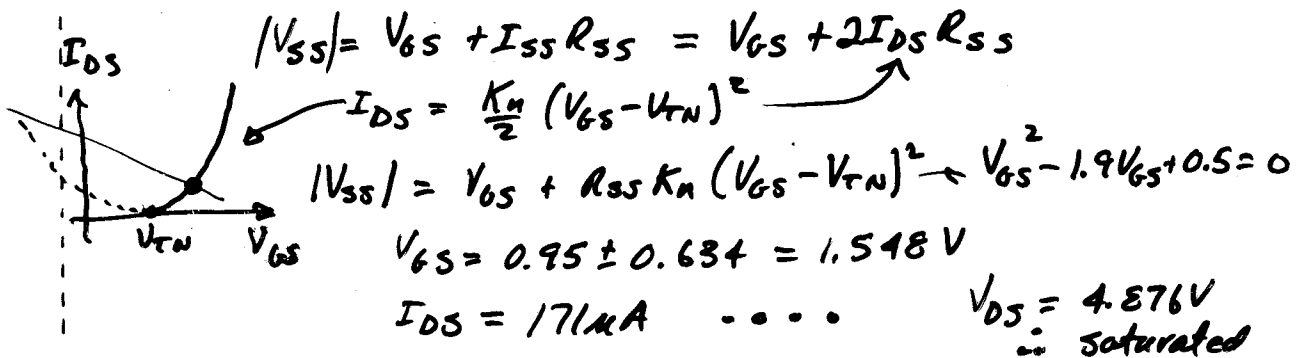 |V_SS| = V_GS + I_SS R_SS = V_GS + 2I_DS R_SS
I_DS
I_DS = K_n/2 (V_GS - V_TN)^2
|V_SS| = V_GS + R_SS K_n (V_GS - V_TN)^2 V_GS^2 - 1.9V_GS + 0.5 = 0
V_TN V_GS
V_GS = 0.95 ± 0.634 = 1.548 V
I_DS = 171μA . . . . V_DS = 4.876V
∴ saturated